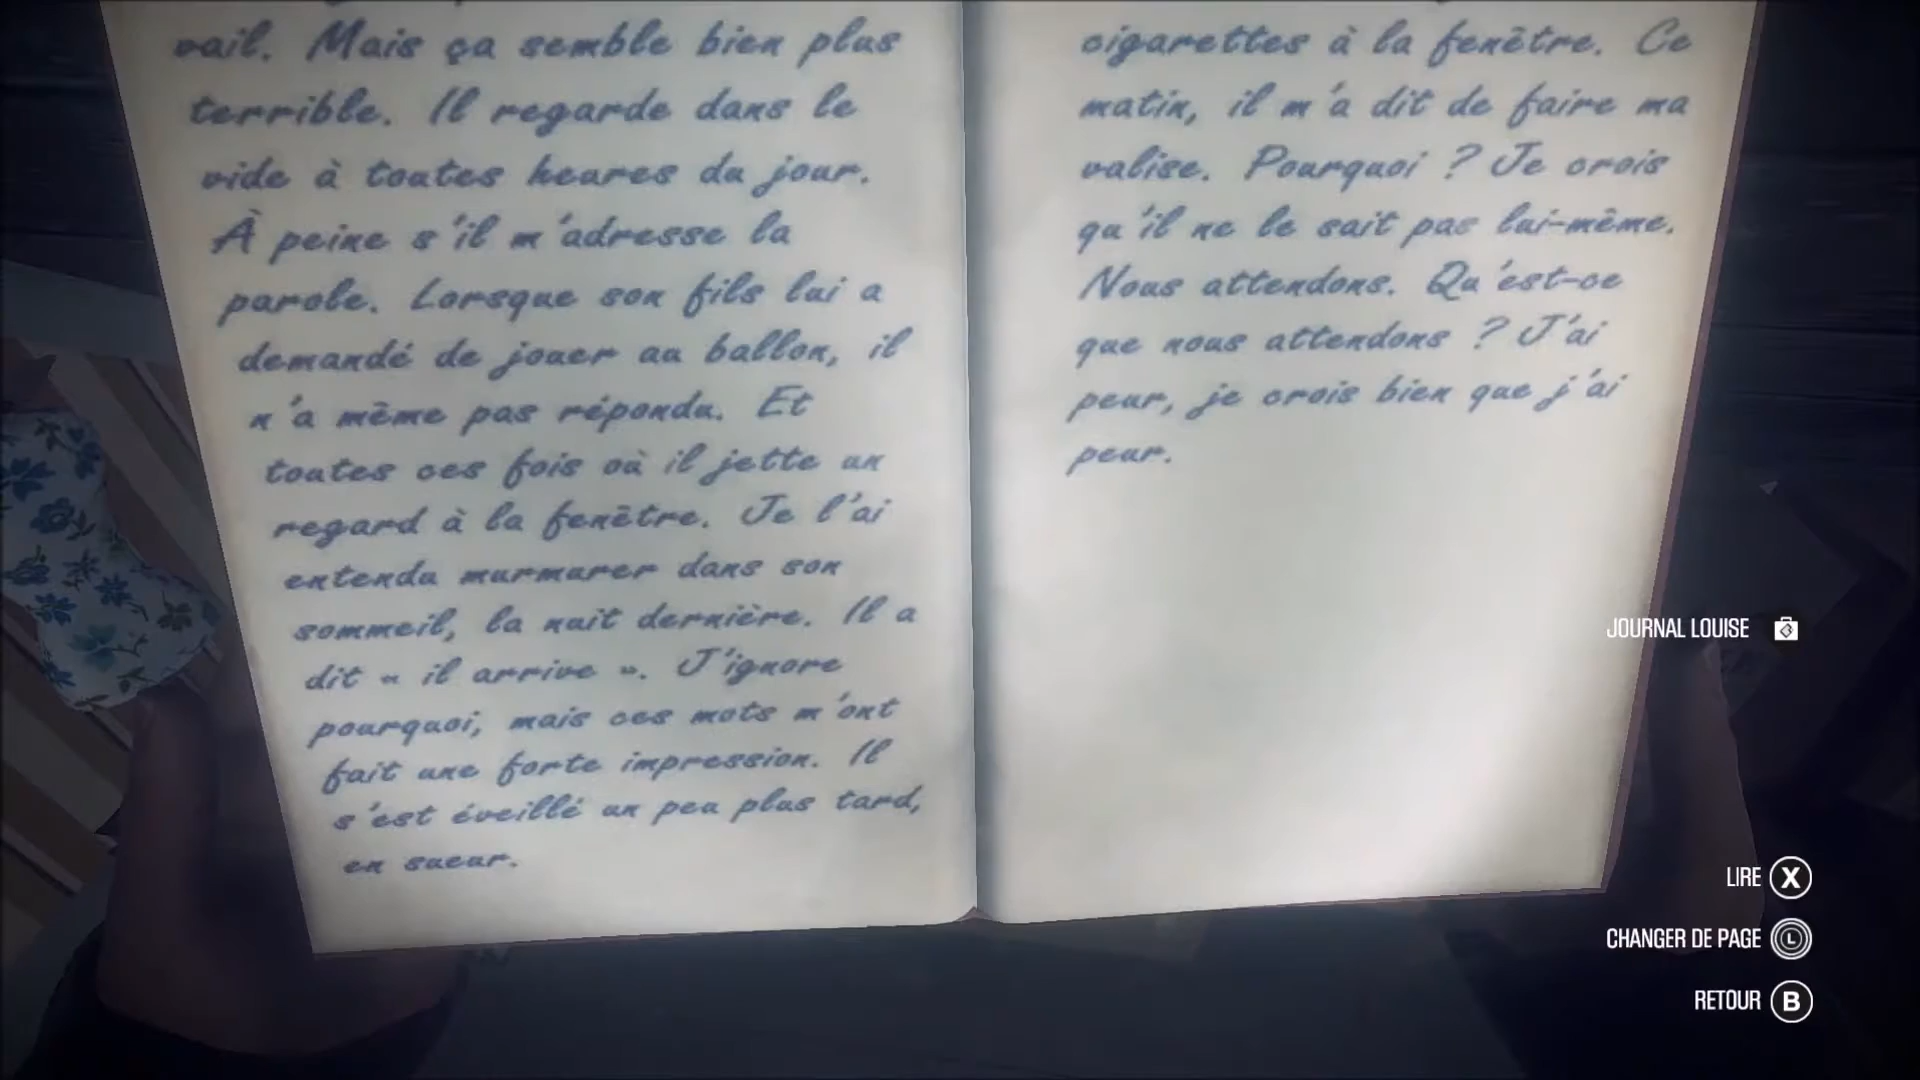 vail. Mais ça semble bien plus
terrible. Il regarde dans le
vide à toutes heures du jour.
À peine s'il m'adresse la
parole. Lorsque son fils lui a
demandé de jouer au ballon, il
n'a même pas répondu. Et
toutes ces fois où il jette un
regard à la fenêtre. Je l'ai
entendu murmurer dans son
sommeil, la nuit dernière. Il a
dit « il arrive ». J'ignore
pourquoi, mais ces mots m'ont
fait une forte impression. Il
s'est éveillé un peu plus tard,
en sueur.
cigarettes à la fenêtre. Ce
matin, il m'a dit de faire ma
valise. Pourquoi ? Je crois
qu'il ne le sait pas lui-même.
Nous attendons. Qu'est-ce
que nous attendons ? J'ai
peur, je crois bien que j'ai
peur.
JOURNAL LOUISE
LIRE X
CHANGER DE PAGE L
RETOUR B